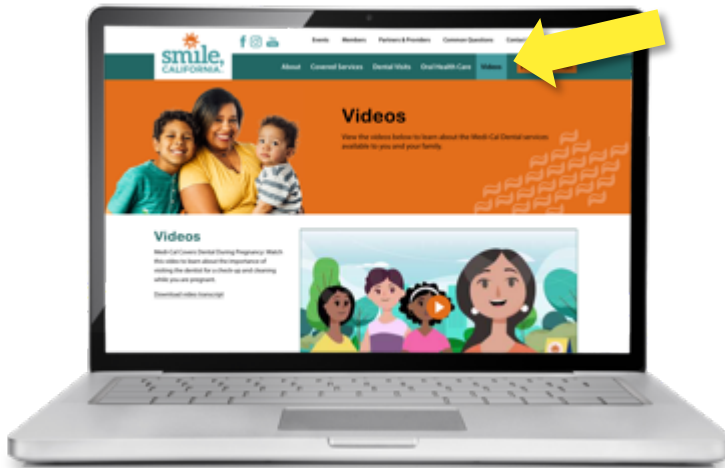 Events Members Partners & Providers Common Questions Contact
smile,
CALIFORNIA.
About Covered Services Dental Visits Oral Health Care Videos
Videos
View the videos below to learn about the Medi-Cal Dental services
available to you and your family.
Videos
Medi-Cal Covers Dental During Pregnancy: Watch
this video to learn about the importance of
visiting the dentist for a check-up and cleaning
while you are pregnant.
Download video transcript